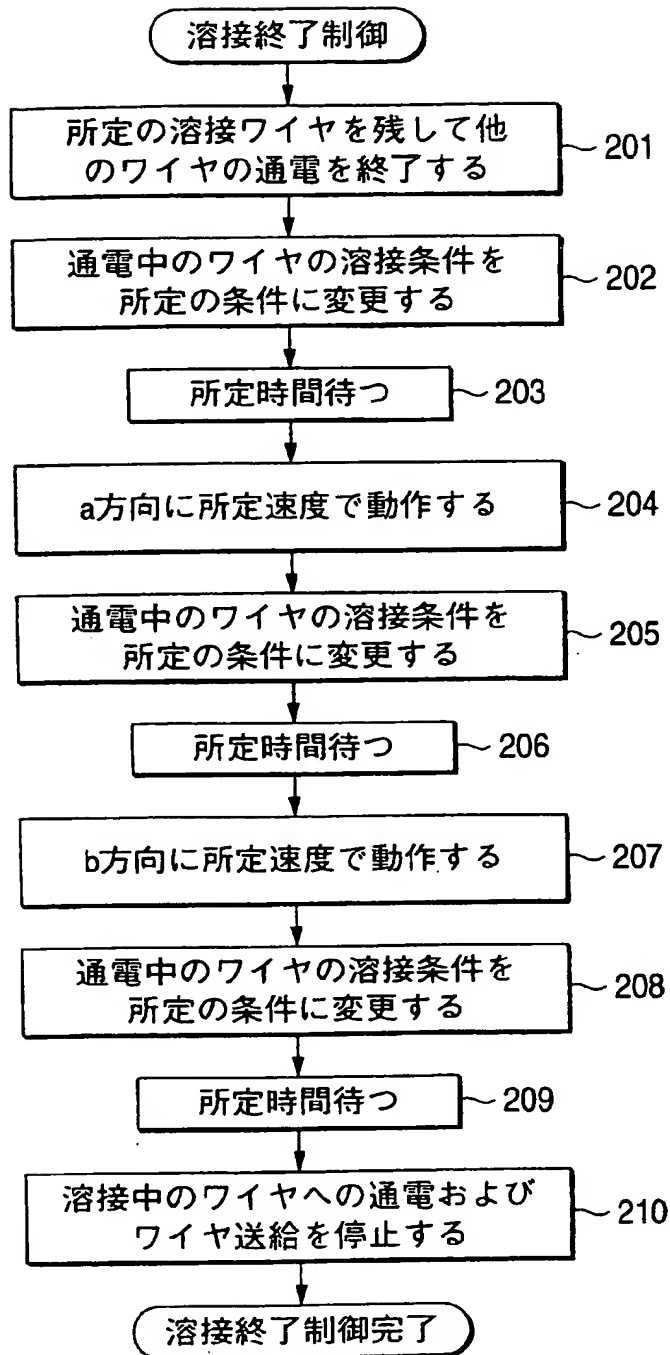 溶接終了制御
所定の溶接ワイヤを残して他
のワイヤの通電を終了する
201
通電中のワイヤの溶接条件を
所定の条件に変更する
202
所定時間待つ
203
a方向に所定速度で動作する
204
通電中のワイヤの溶接条件を
所定の条件に変更する
205
所定時間待つ
206
b方向に所定速度で動作する
207
通電中のワイヤの溶接条件を
所定の条件に変更する
208
所定時間待つ
209
溶接中のワイヤへの通電および
ワイヤ送給を停止する
210
溶接終了制御完了